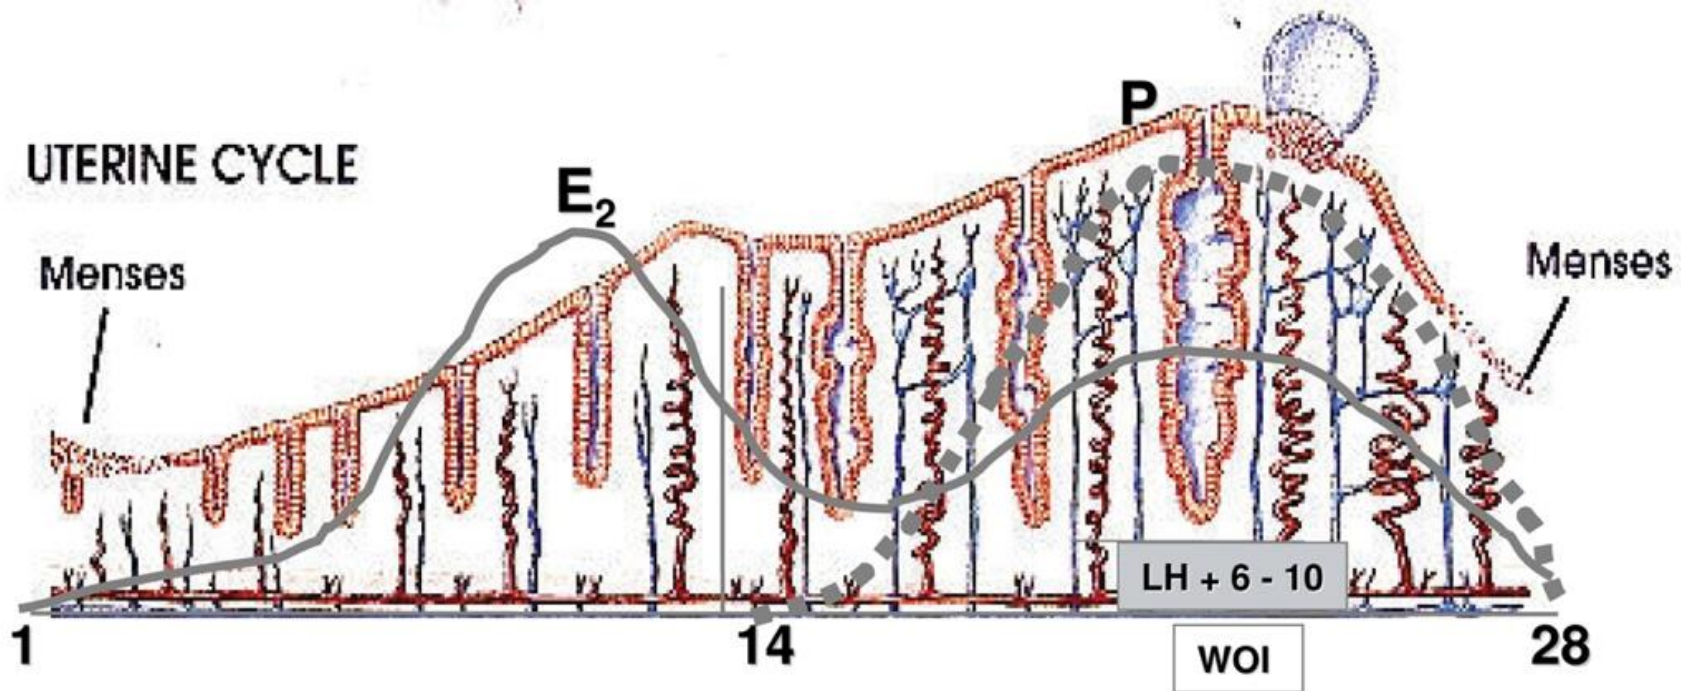 P
UTERINE CYCLE
E₂
Menses
Menses
LH + 6 - 10
1
14
WOI
28